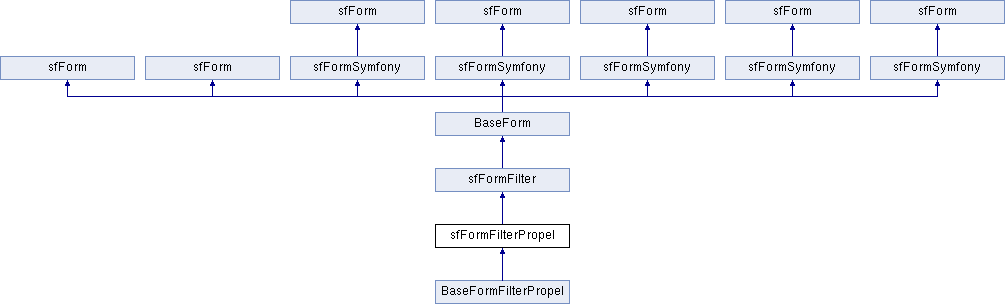 sfForm sfForm sfForm sfForm sfForm
sfForm sfForm sfFormSymfony sfFormSymfony sfFormSymfony sfFormSymfony sfFormSymfony
BaseForm
sfFormFilter
sfFormFilterPropel
BaseFormFilterPropel